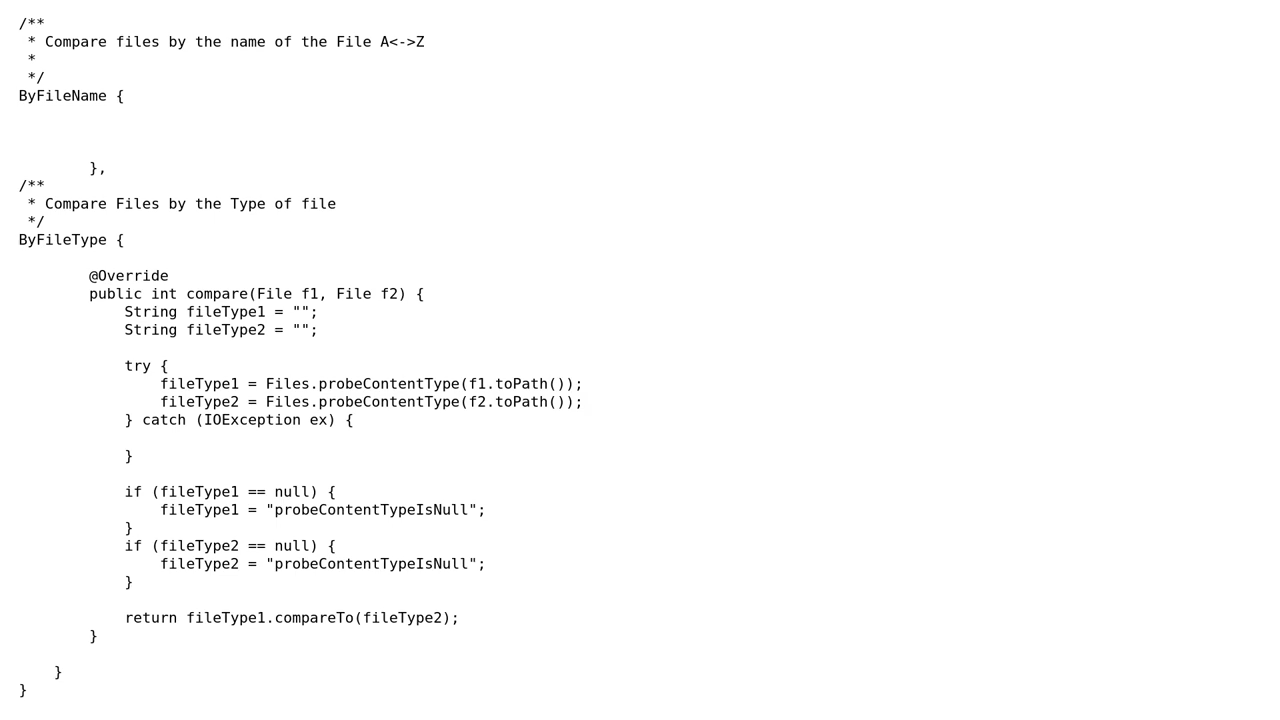 /**
 * Compare files by the name of the File A<->Z
 *
 */
ByFileName {
        },
/**
 * Compare Files by the Type of file
 */
ByFileType {
        @Override
        public int compare(File f1, File f2) {
            String fileType1 = "";
            String fileType2 = "";
            try {
                fileType1 = Files.probeContentType(f1.toPath());
                fileType2 = Files.probeContentType(f2.toPath());
            } catch (IOException ex) {
            }
            if (fileType1 == null) {
                fileType1 = "probeContentTypeIsNull";
            }
            if (fileType2 == null) {
                fileType2 = "probeContentTypeIsNull";
            }
            return fileType1.compareTo(fileType2);
        }
    }
}